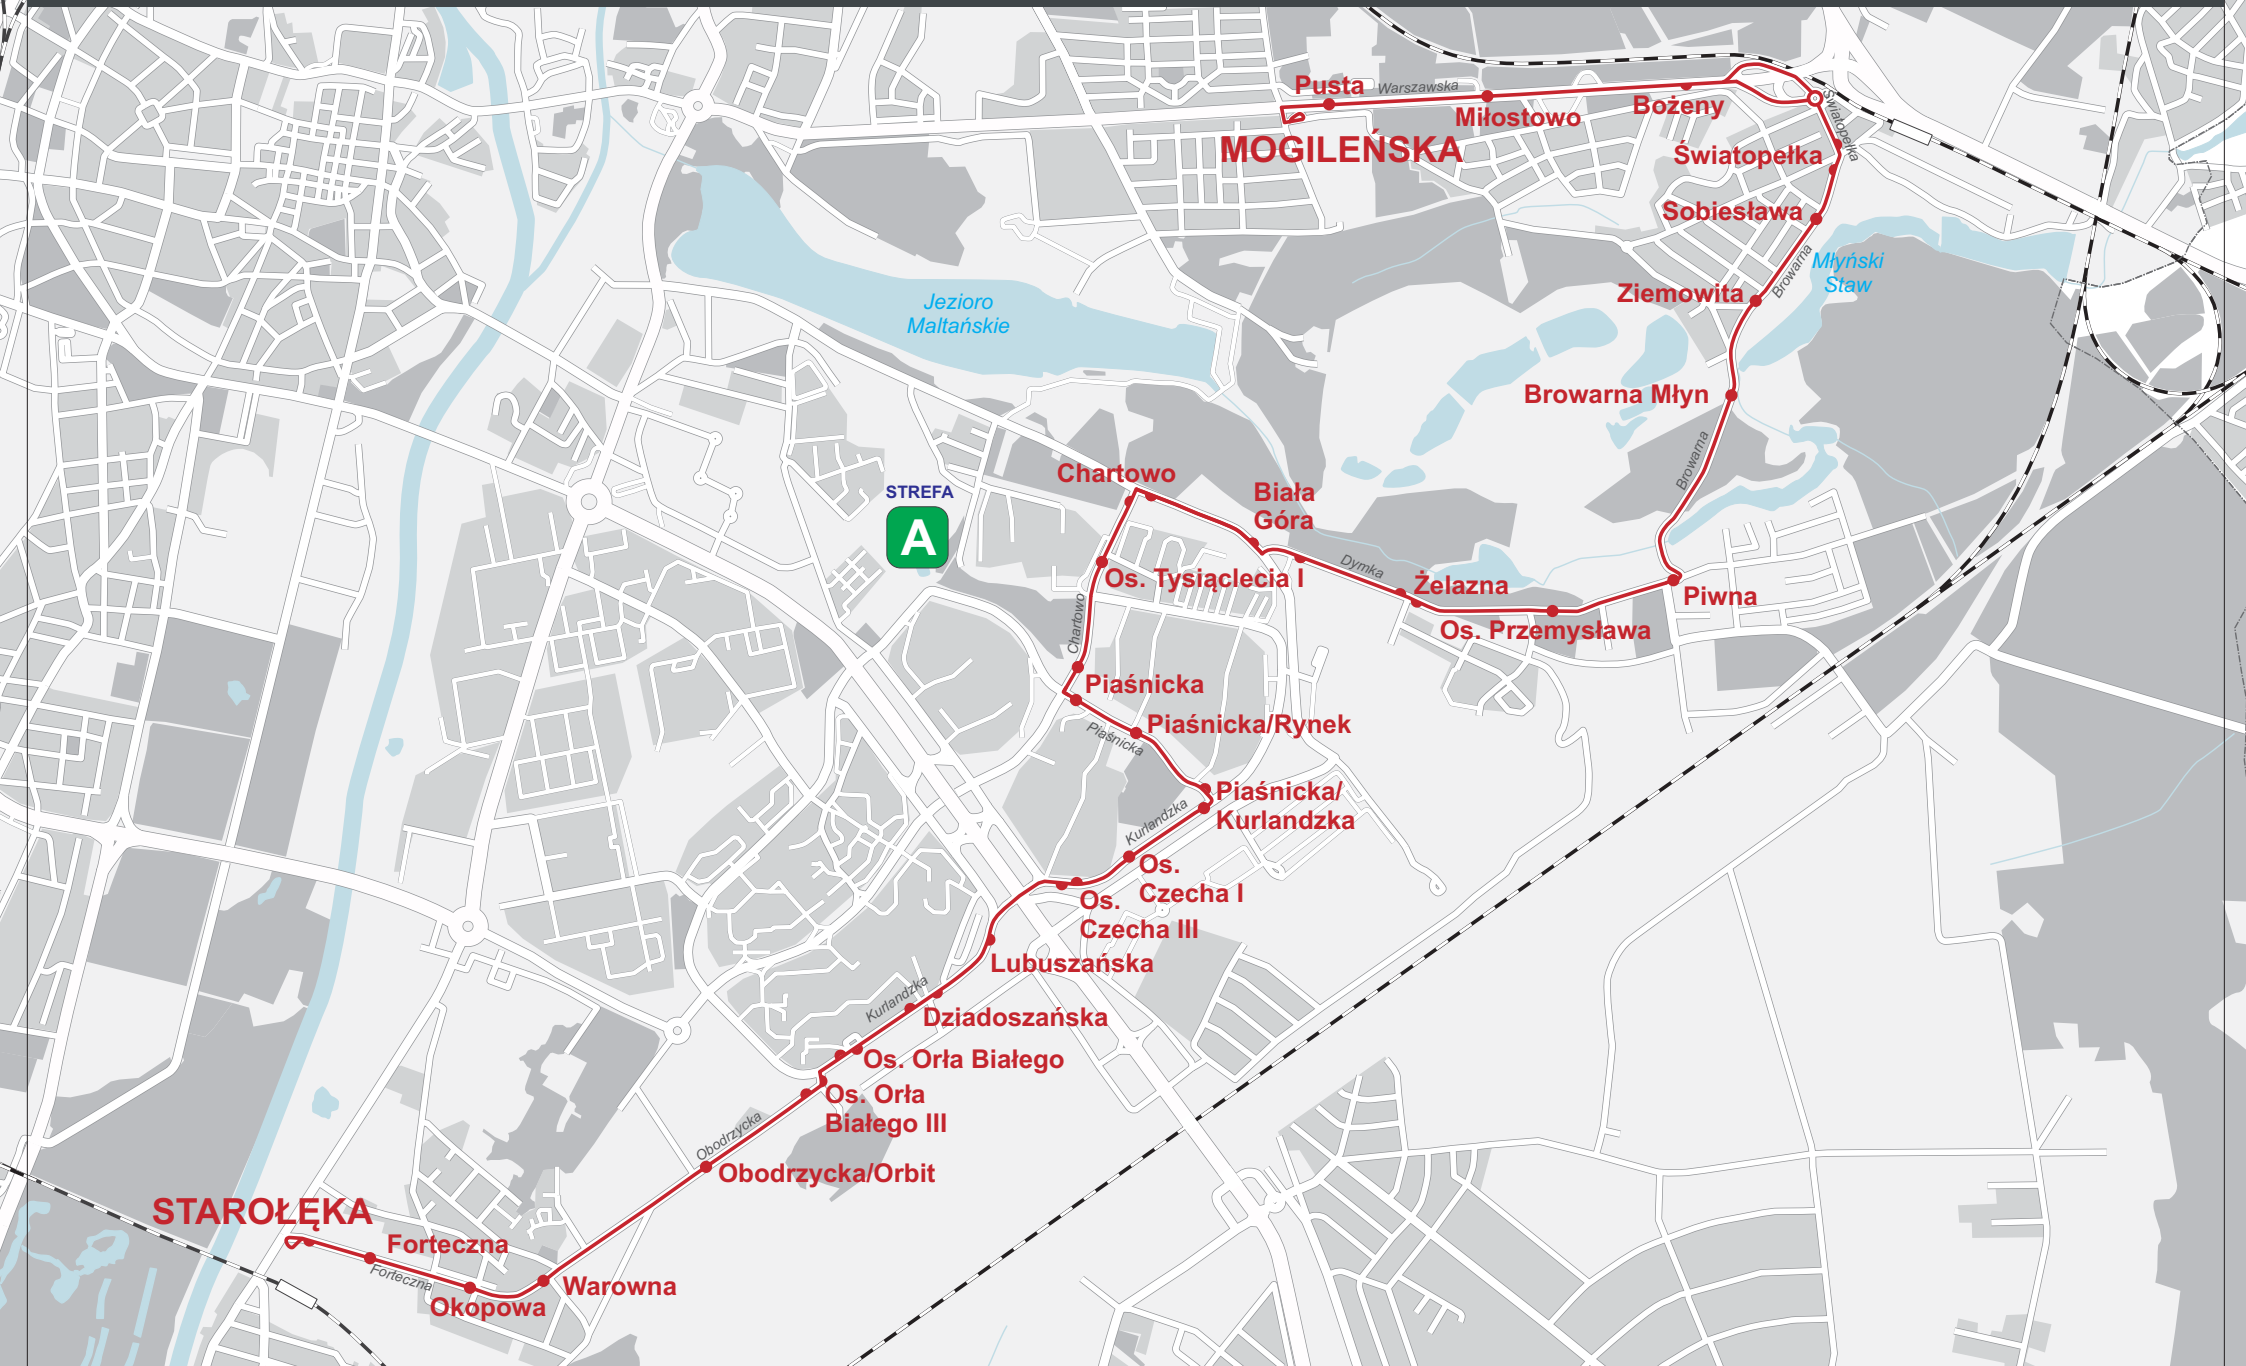 Pusta
Warszawska
Miłostowo
Bożeny
MOGILEŃSKA
Światopełka
Światopełka
Sobiesława
Browarna
Młyński
Staw
Ziemowita
Jezioro
Maltańskie
Browarna Młyn
Browarna
Chartowo
STREFA
A
Biała
Góra
Dymka
Os. Tysiąclecia I
Żelazna
Piwna
Os. Przemysława
Chartowo
Piaśnicka
Piaśnicka/Rynek
Piaśnicka
Piaśnicka/
Kurlandzka
Kurlandzka
Os.
Czecha I
Os.
Czecha III
Lubuszańska
Kurlandzka
Dziadoszańska
Os. Orła Białego
Os. Orła
Białego III
Obodrzycka
Obodrzycka/Orbit
STAROŁĘKA
Forteczna
Forteczna
Warowna
Okopowa